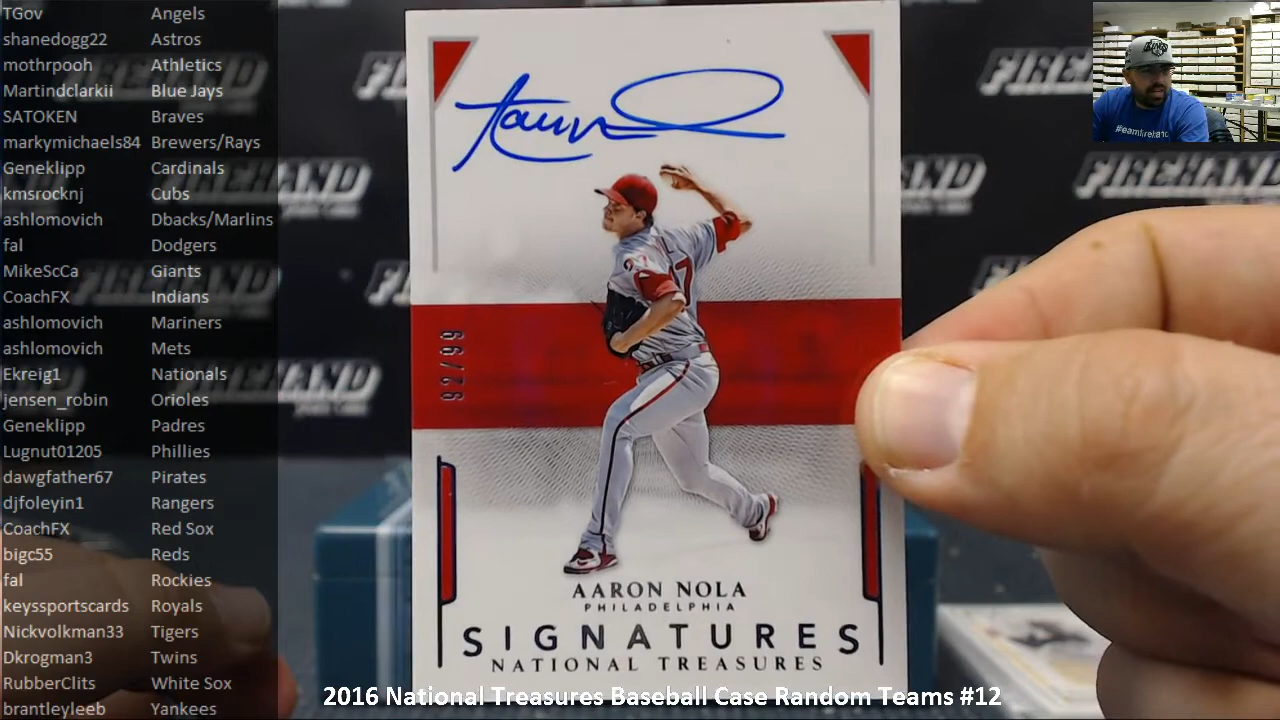 TGov Angels
shanedogg22 Astros
mothrpooh Athletics
Martindclarkii Blue Jays
SATOKEN Braves
markymichaels84 Brewers/Rays
Geneklipp Cardinals
kmsrocknj Cubs
ashlomovich Dbacks/Marlins
fal Dodgers
MikeScCa Giants
CoachFX Indians
ashlomovich Mariners
ashlomovich Mets
Ekreig1 Nationals
jensen_robin Orioles
Geneklipp Padres
Lugnut01205 Phillies
dawgfather67 Pirates
djfoleyin1 Rangers
CoachFX Red Sox
bigc55 Reds
fal Rockies
keyssportscards Royals
Nickvolkman33 Tigers
Dkrogman3 Twins
RubberClits White Sox
brantleyleeb Yankees
FIREHAND
FIREHAND
FIREHAND
27
92/99
AARON NOLA
PHILADELPHIA
SIGNATURES
NATIONAL TREASURES
2016 National Treasures Baseball Case Random Teams #12